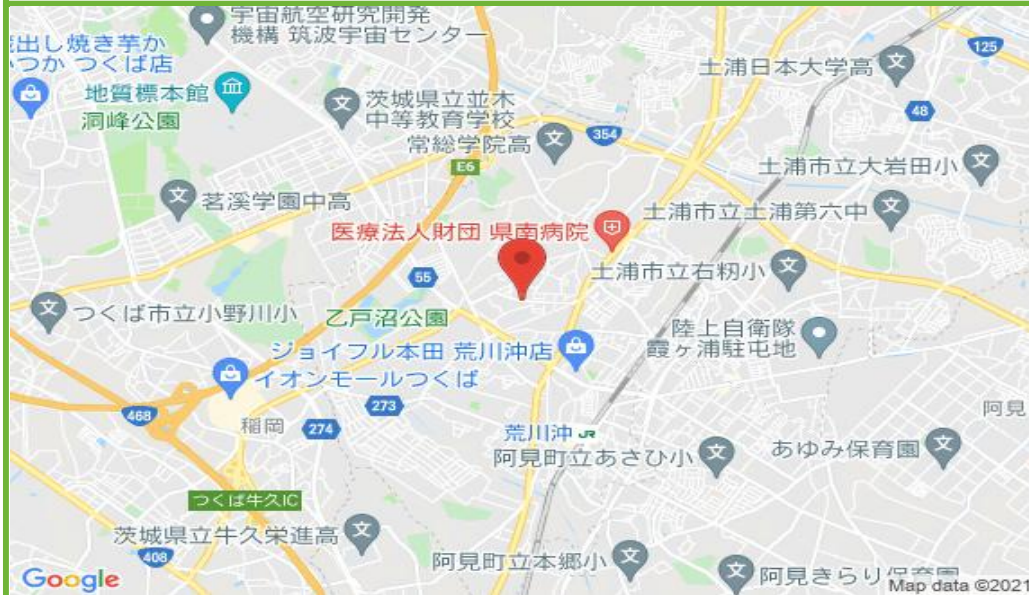 宇宙航空研究開発
機構 筑波宇宙センター
出し焼き芋か
つか つくば店
地質標本館
洞峰公園
茨城県立並木
中等教育学校
常総学院高
354
E6
土浦日本大学高
125
48
土浦市立大岩田小
茗溪学園中高
医療法人財団 県南病院
土浦市立土浦第六中
55
土浦市立右籾小
つくば市立小野川小
乙戸沼公園
ジョイフル本田 荒川沖店
陸上自衛隊
霞ヶ浦駐屯地
イオンモールつくば
468
稲岡
274
273
阿見
荒川沖 JR
阿見町立あさひ小
あゆみ保育園
つくば牛久IC
茨城県立牛久栄進高
408
阿見町立本郷小
阿見きらり保育園
Google
Map data ©2021